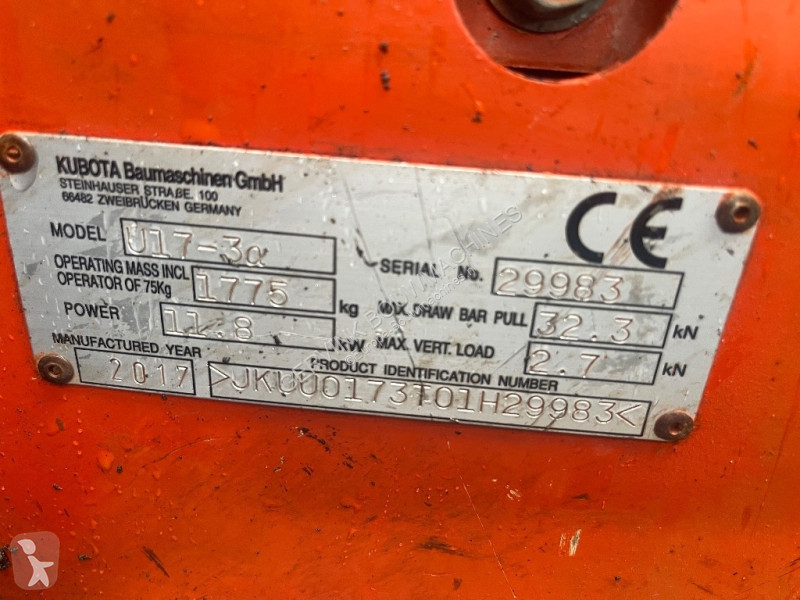 KUBOTA Baumaschinen GmbH
STEINHAUSER STRAßE. 100
66482 ZWEIBRÜCKEN GERMANY
CE
MODEL U17-3α
SERIAL No. 29983
OPERATING MASS INCL
OPERATOR OF 75Kg 1775 kg
MAX. DRAW BAR PULL 32.3 kN
POWER 11.8 kW
MAX. VERT. LOAD 2.7 kN
MANUFACTURED YEAR 2017
PRODUCT IDENTIFICATION NUMBER
>JKUU0173T01H29983<